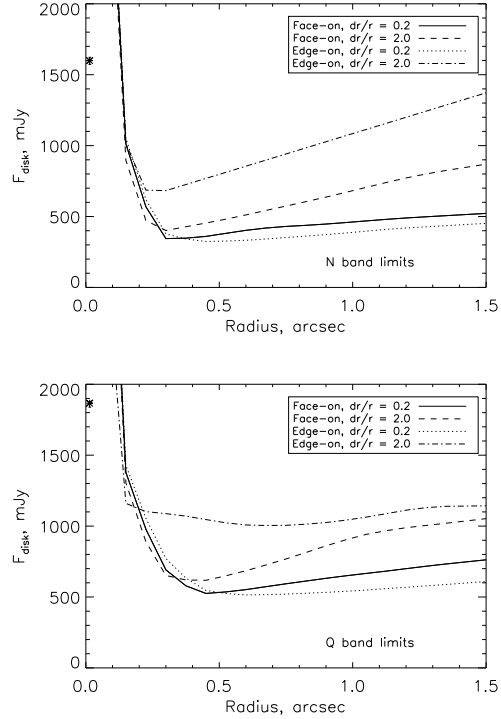 2000
1500
1000
500
0
F_disk, mJy
Face-on, dr/r = 0.2
Face-on, dr/r = 2.0
Edge-on, dr/r = 0.2
Edge-on, dr/r = 2.0
N band limits
0.0 0.5 1.0 1.5
Radius, arcsec
2000
1500
1000
500
0
F_disk, mJy
Face-on, dr/r = 0.2
Face-on, dr/r = 2.0
Edge-on, dr/r = 0.2
Edge-on, dr/r = 2.0
Q band limits
0.0 0.5 1.0 1.5
Radius, arcsec